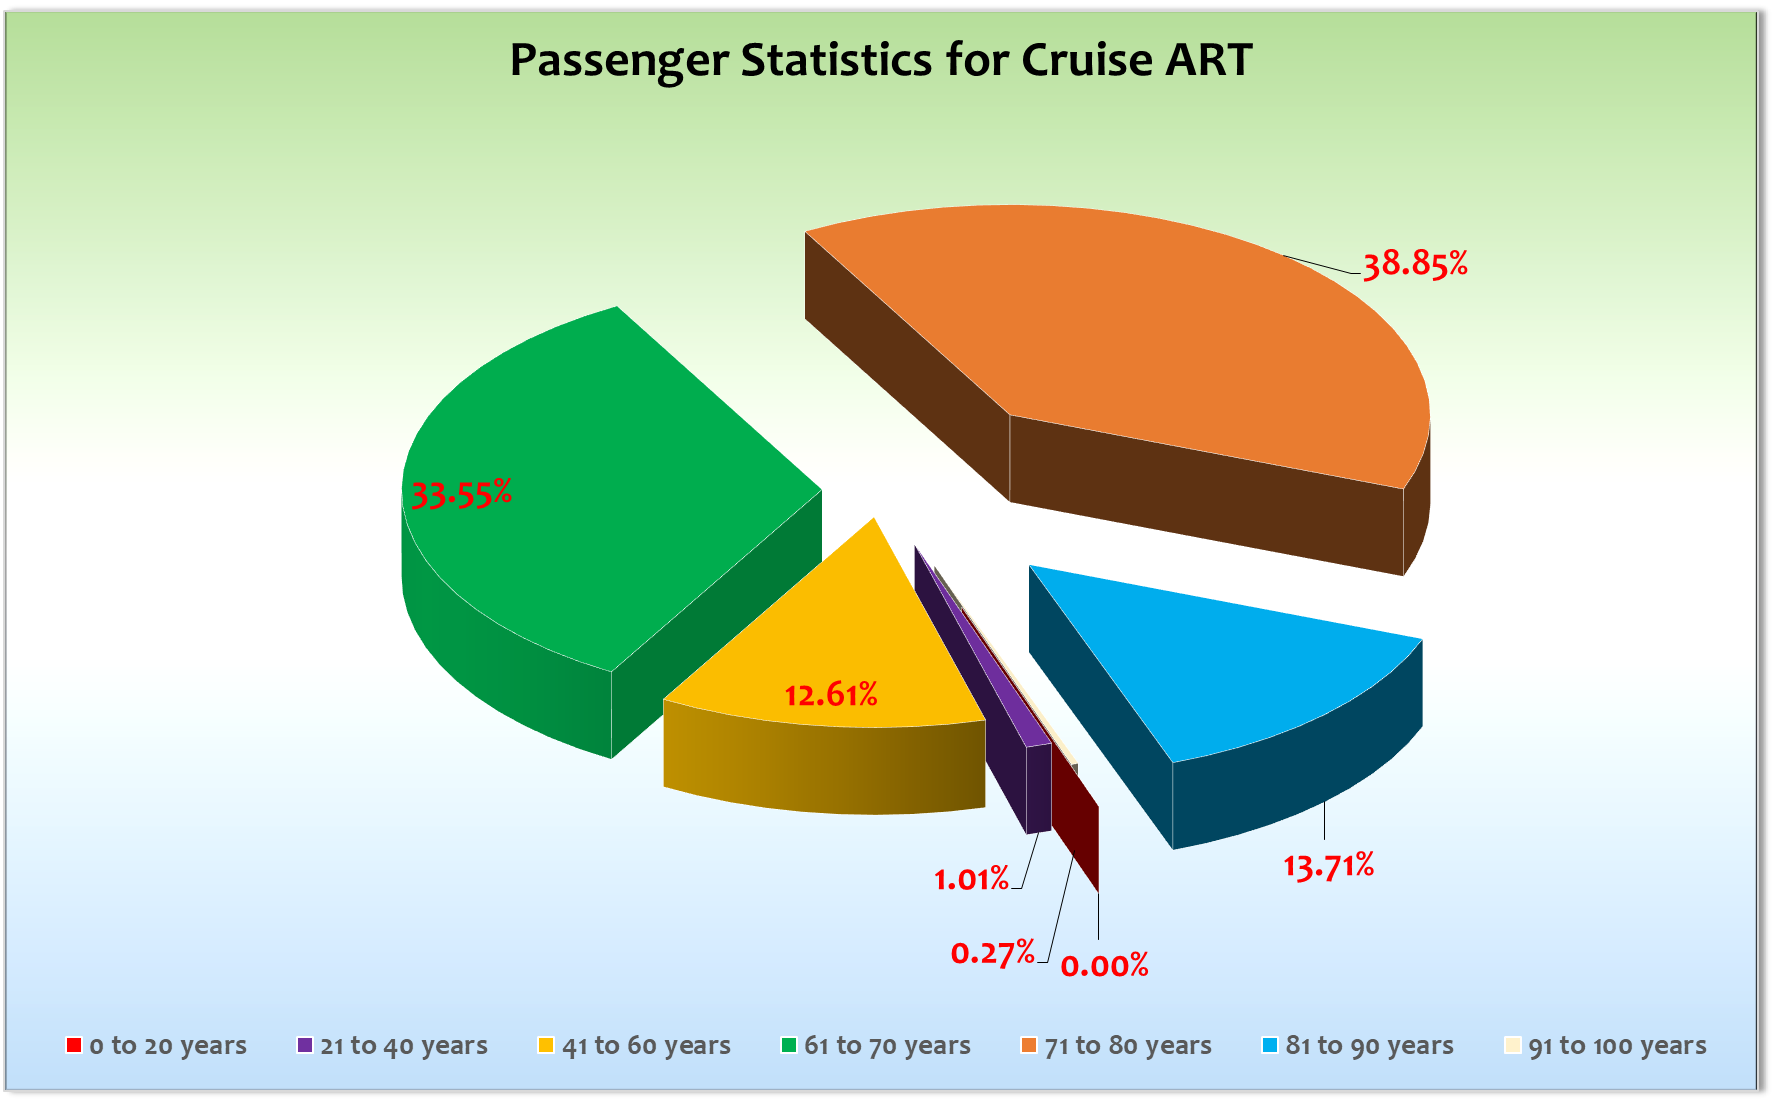 Passenger Statistics for Cruise ART
38.85%
33.55%
12.61%
13.71%
1.01%
0.27%
0.00%
0 to 20 years
21 to 40 years
41 to 60 years
61 to 70 years
71 to 80 years
81 to 90 years
91 to 100 years